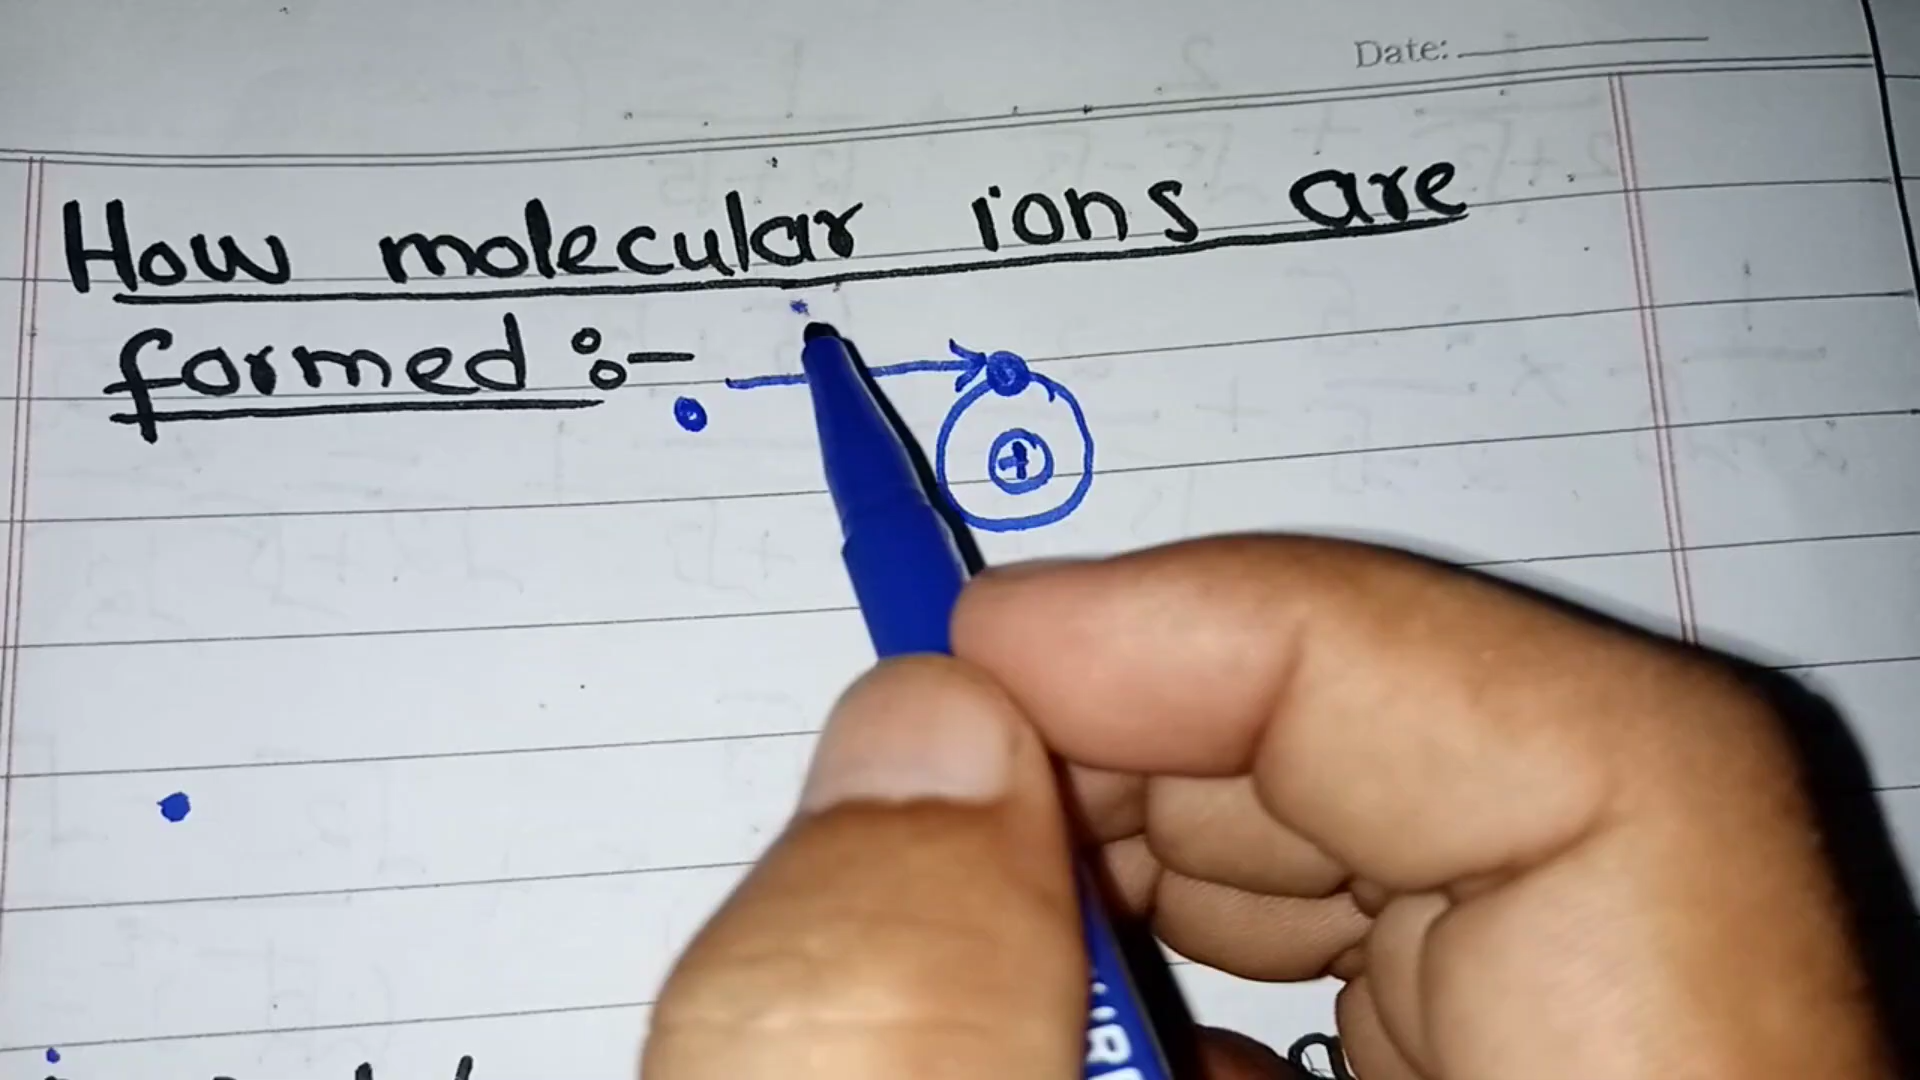 Date:
How molecular ions are
formed :-
+